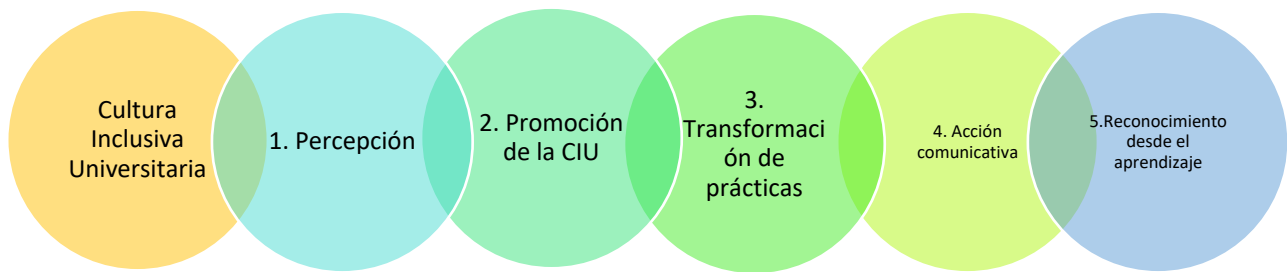 Cultura
Inclusiva
Universitaria
1. Percepción
2. Promoción
de la CIU
3.
Transformaci
ón de
prácticas
4. Acción
comunicativa
5.Reconocimiento
desde el
aprendizaje